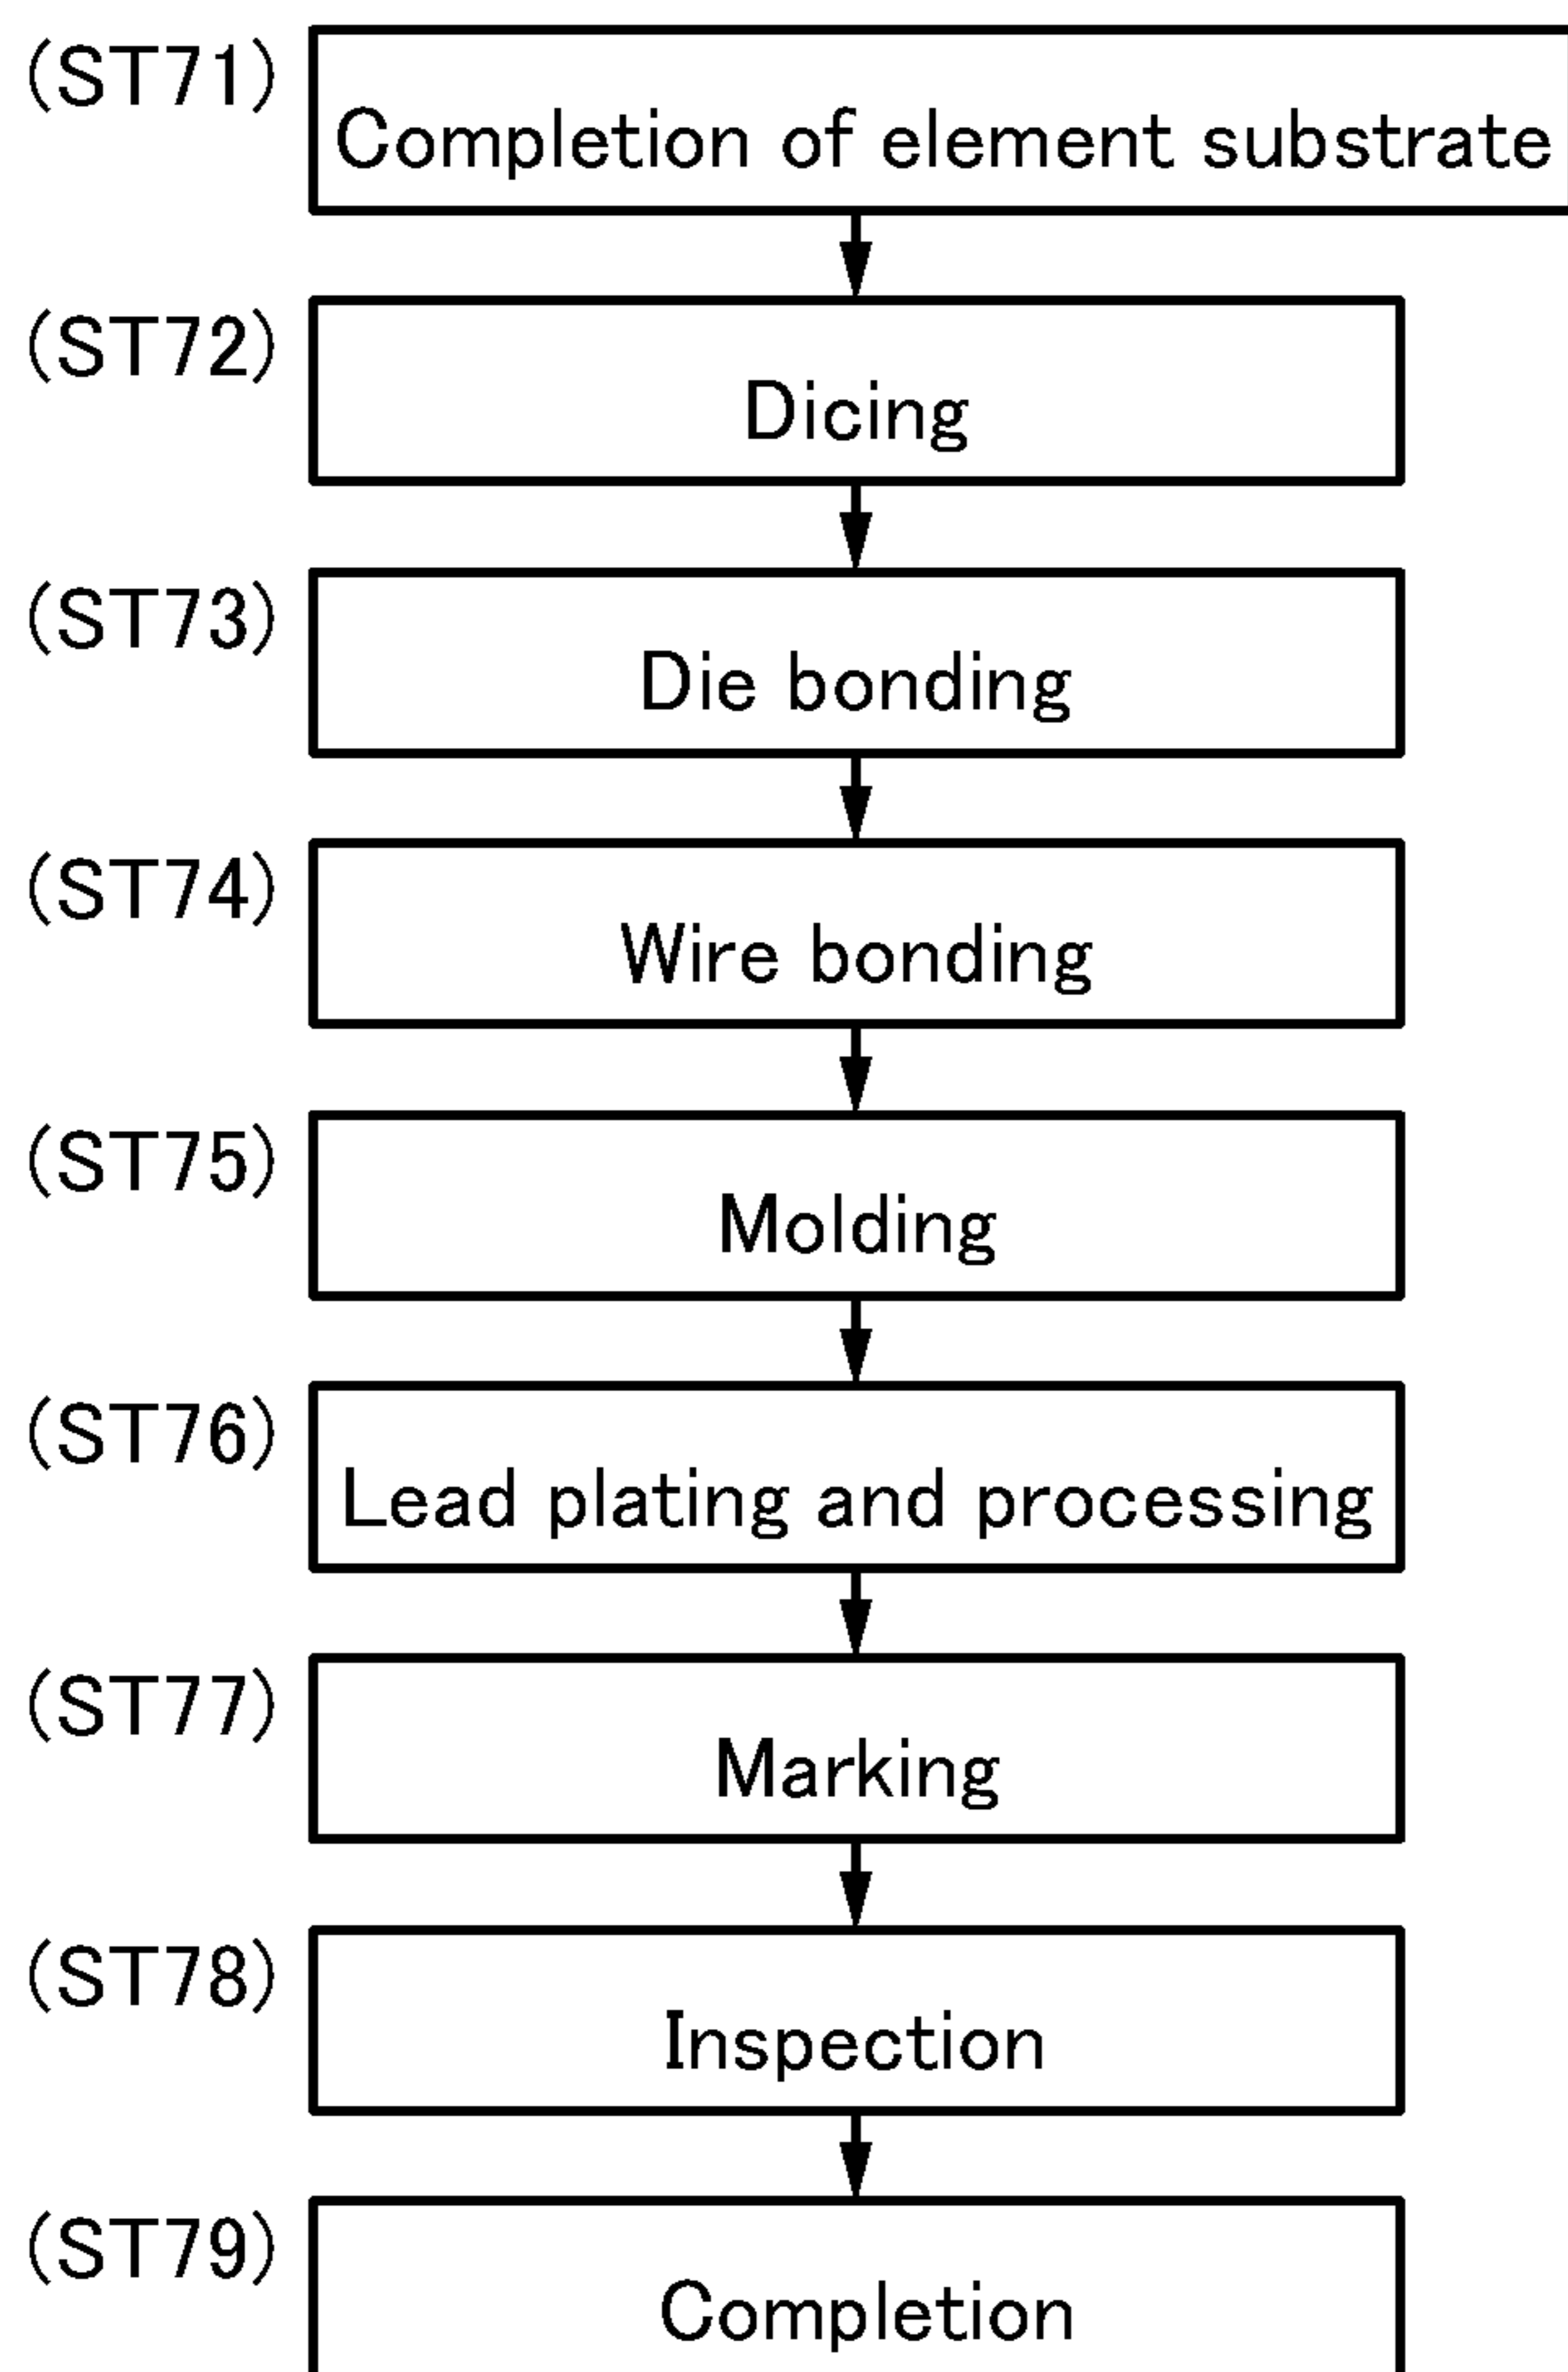 (ST71)
Completion of element substrate
(ST72)
Dicing
(ST73)
Die bonding
(ST74)
Wire bonding
(ST75)
Molding
(ST76)
Lead plating and processing
(ST77)
Marking
(ST78)
Inspection
(ST79)
Completion